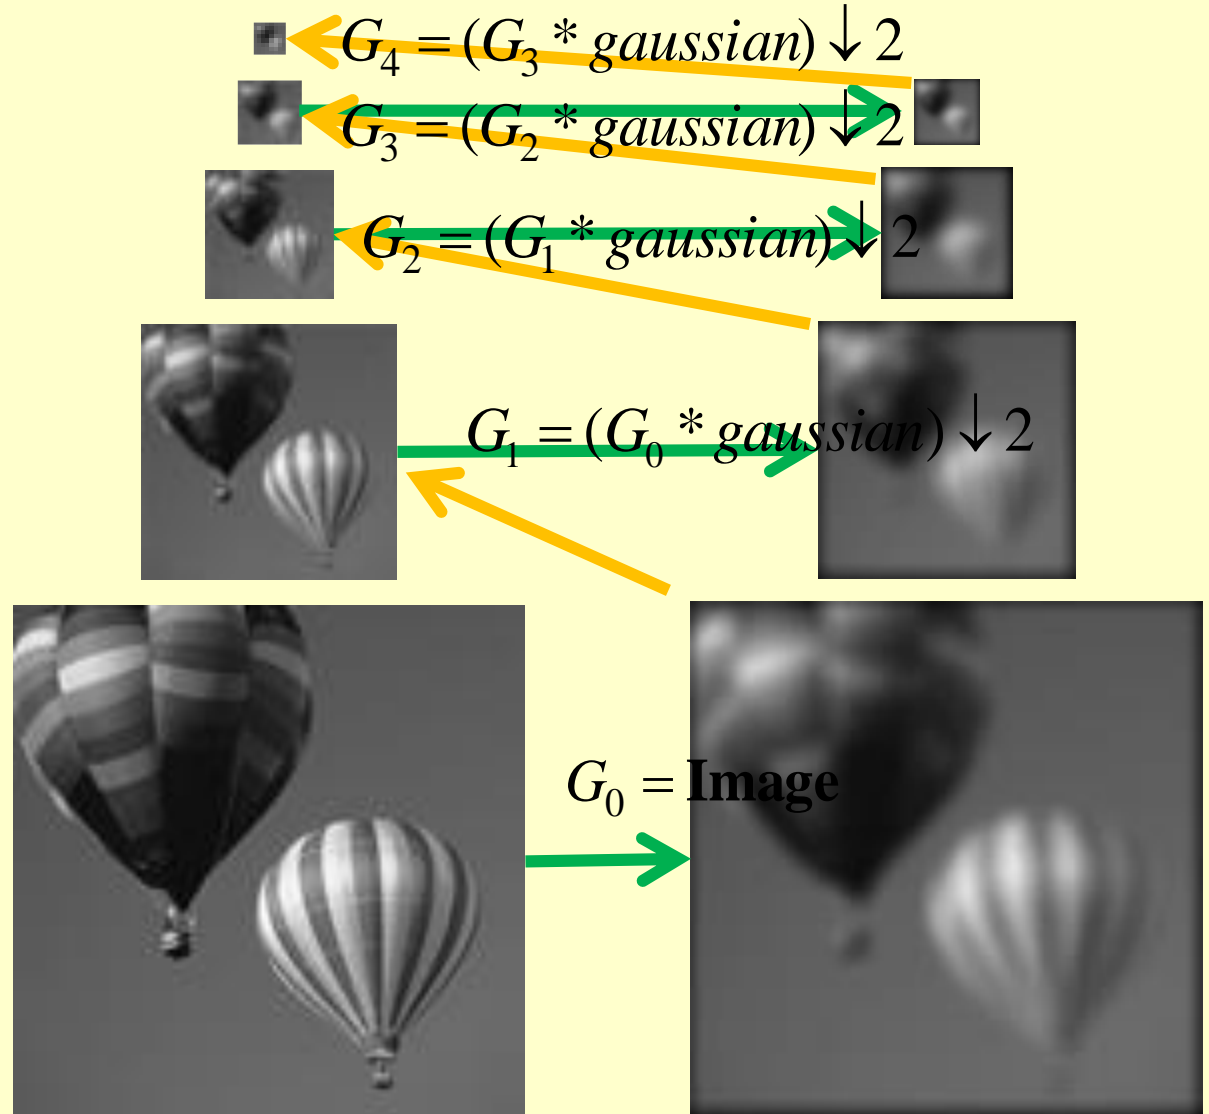 G₄ = (G₃ * gaussian) ↓ 2
G₃ = (G₂ * gaussian) ↓ 2
G₂ = (G₁ * gaussian) ↓ 2
G₁ = (G₀ * gaussian) ↓ 2
G₀ = Image